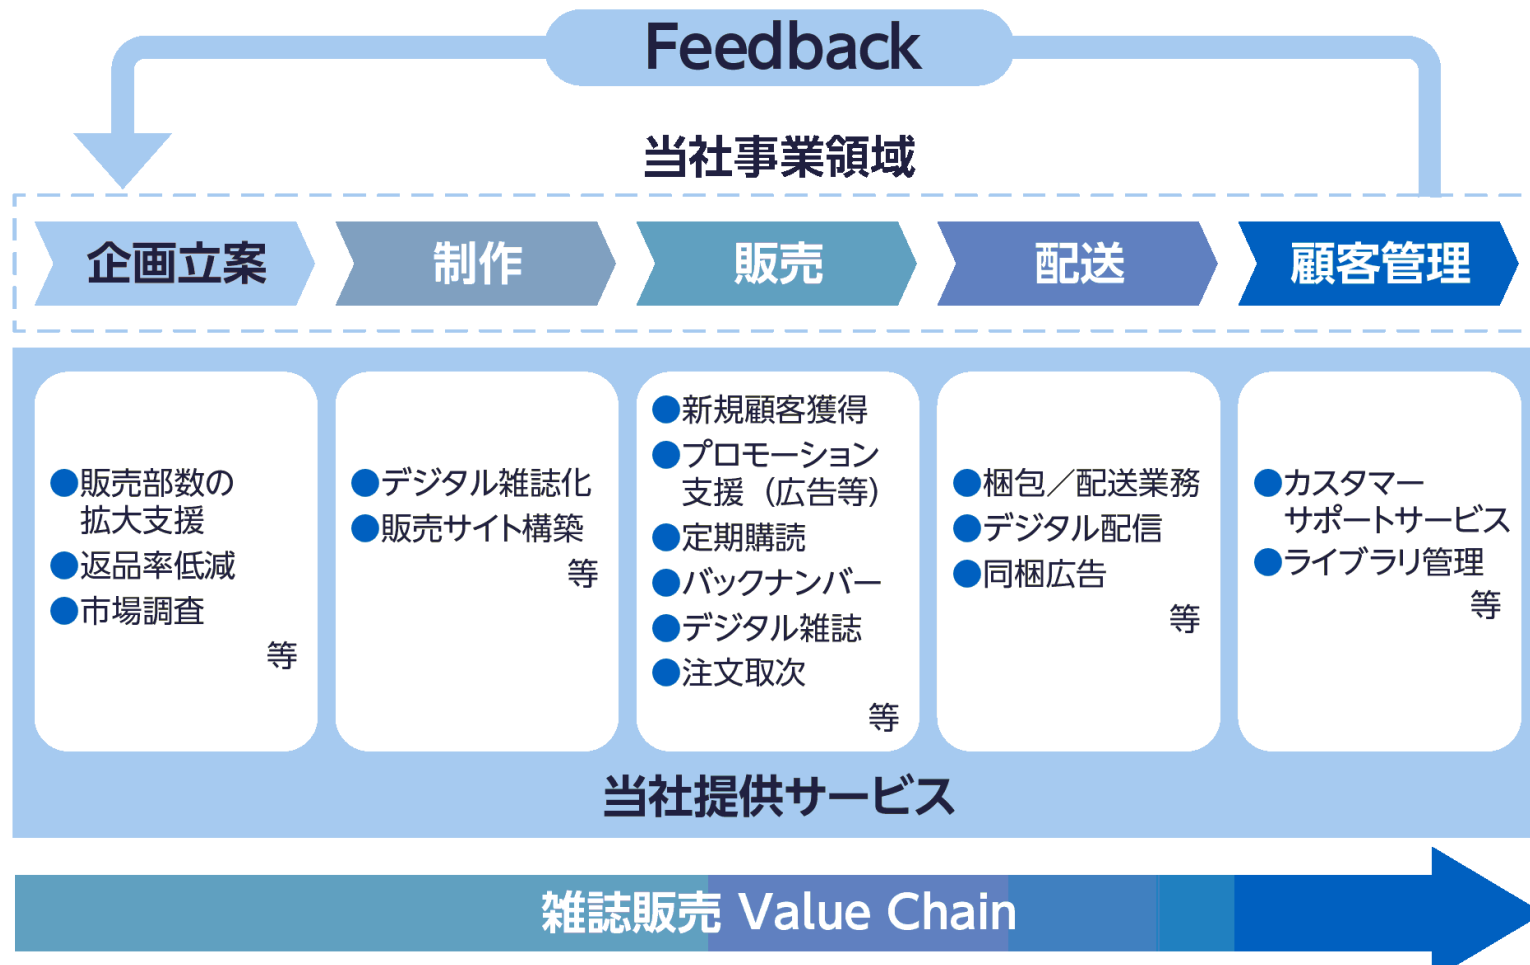 Feedback
当社事業領域
企画立案
制作
販売
配送
顧客管理
●販売部数の
拡大支援
●返品率低減
●市場調査
等
●デジタル雑誌化
●販売サイト構築
等
●新規顧客獲得
●プロモーション
支援（広告等）
●定期購読
●バックナンバー
●デジタル雑誌
●注文取次
等
●梱包／配送業務
●デジタル配信
●同梱広告
等
●カスタマー
サポートサービス
●ライブラリ管理
等
当社提供サービス
雑誌販売 Value Chain